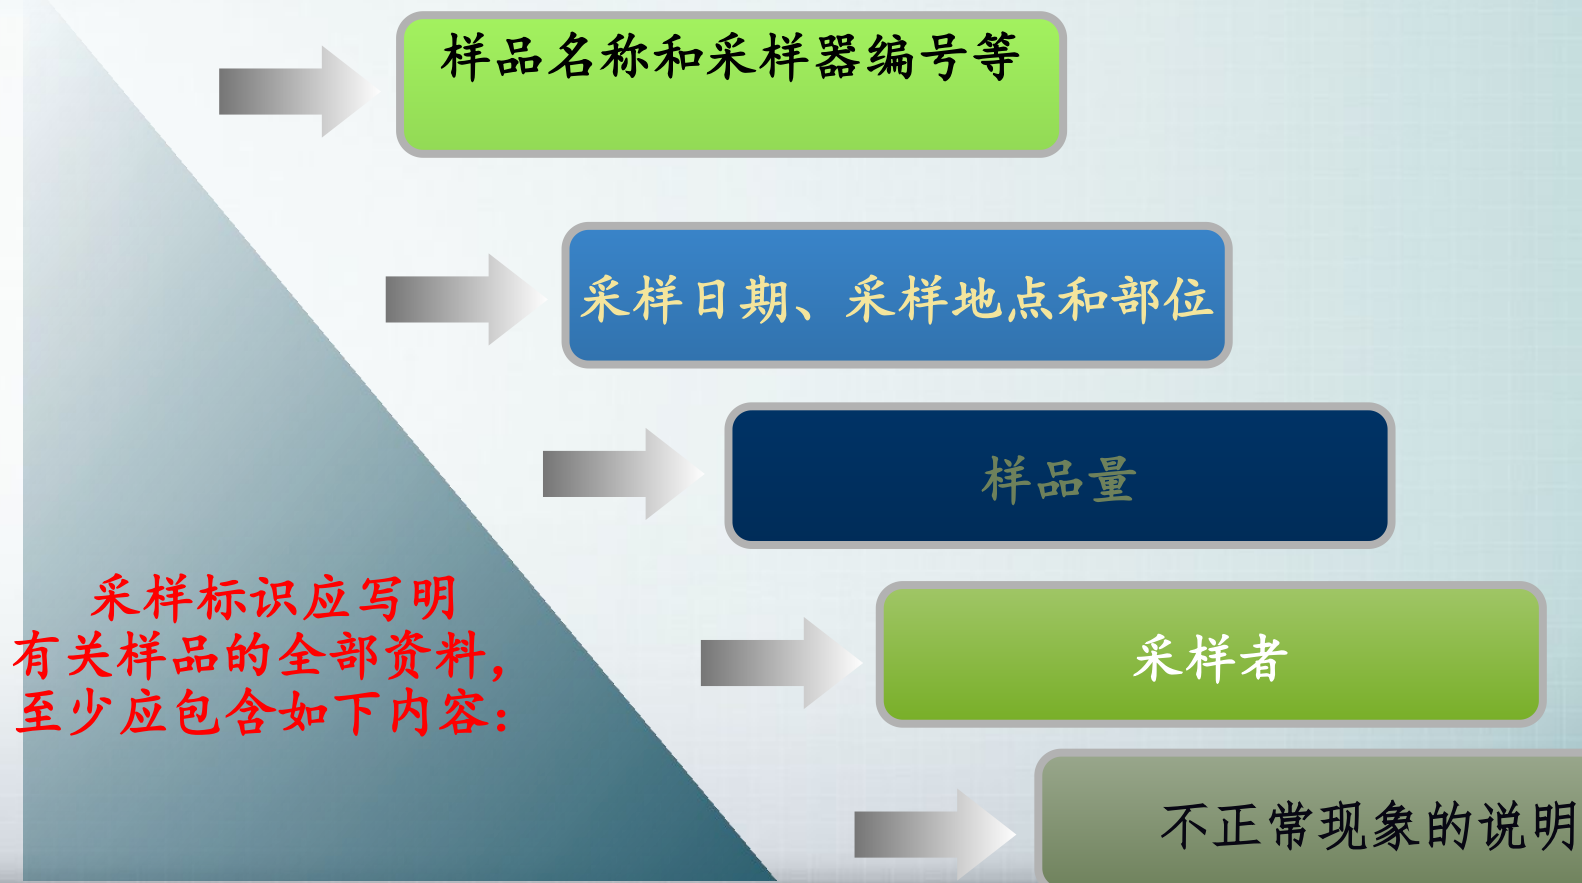 样品名称和采样器编号等
采样日期、采样地点和部位
样品量
采样标识应写明
有关样品的全部资料，
至少应包含如下内容：
采样者
不正常现象的说明